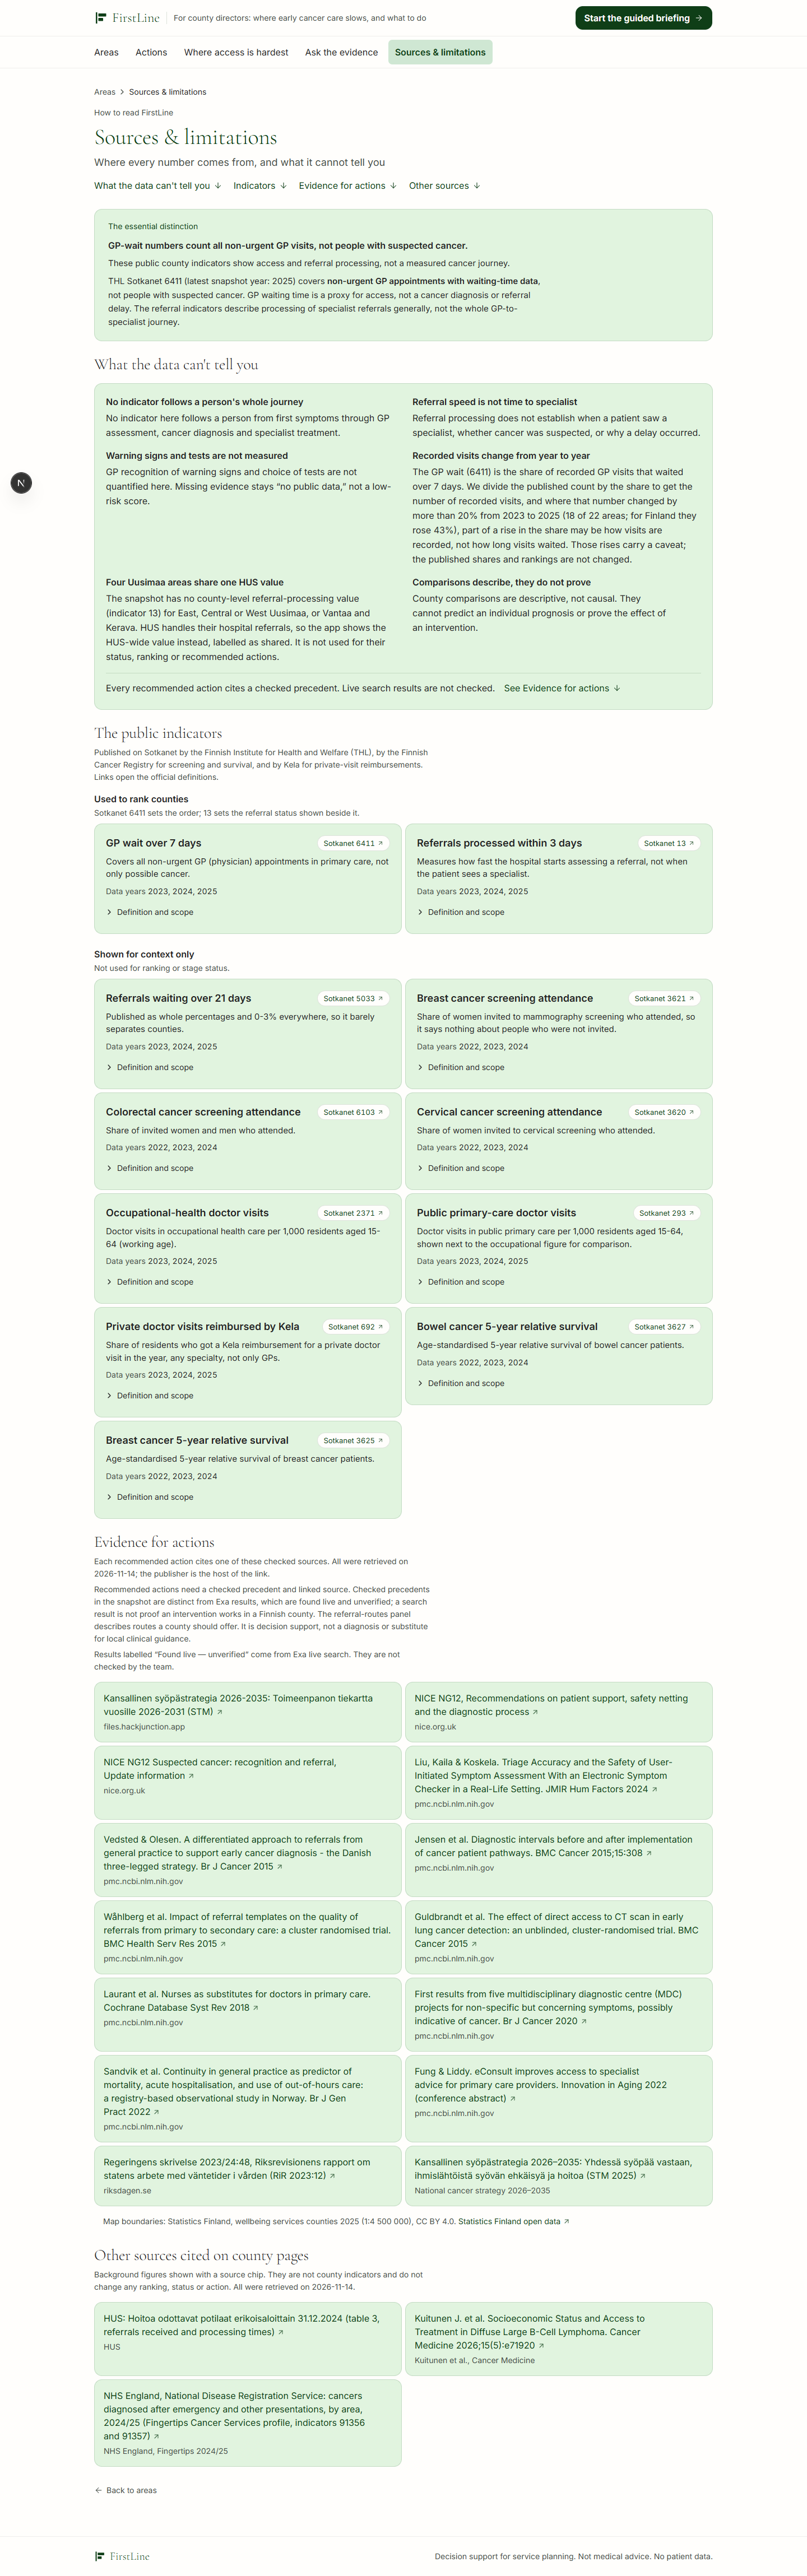 FirstLine
For county directors: where early cancer care slows, and what to do
Start the guided briefing →
Areas
Actions
Where access is hardest
Ask the evidence
Sources & limitations
Areas > Sources & limitations
How to read FirstLine
Sources & limitations
Where every number comes from, and what it cannot tell you
What the data can't tell you ↓
Indicators ↓
Evidence for actions ↓
Other sources ↓
The essential distinction
GP-wait numbers count all non-urgent GP visits, not people with suspected cancer.
These public county indicators show access and referral processing, not a measured cancer journey.
THL Sotkanet 6411 (latest snapshot year: 2025) covers non-urgent GP appointments with waiting-time data,
not people with suspected cancer. GP waiting time is a proxy for access, not a cancer diagnosis or referral
delay. The referral indicators describe processing of specialist referrals generally, not the whole GP-to-
specialist journey.
What the data can't tell you
No indicator follows a person's whole journey
No indicator here follows a person from first symptoms through GP
assessment, cancer diagnosis and specialist treatment.
Referral speed is not time to specialist
Referral processing does not establish when a patient saw a
specialist, whether cancer was suspected, or why a delay occurred.
Warning signs and tests are not measured
GP recognition of warning signs and choice of tests are not
quantified here. Missing evidence stays “no public data,” not a low-
risk score.
Recorded visits change from year to year
The GP wait (6411) is the share of recorded GP visits that waited
over 7 days. We divide the published count by the share to get the
number of recorded visits, and where that number changed by
more than 20% from 2023 to 2025 (18 of 22 areas; for Finland they
rose 43%), part of a rise in the share may be how visits are
recorded, not how long visits waited. Those rises carry a caveat;
the published shares and rankings are not changed.
Four Uusimaa areas share one HUS value
The snapshot has no county-level referral-processing value
(indicator 13) for East, Central or West Uusimaa, or Vantaa and
Kerava. HUS handles their hospital referrals, so the app shows the
HUS-wide value instead, labelled as shared. It is not used for their
status, ranking or recommended actions.
Comparisons describe, they do not prove
County comparisons are descriptive, not causal. They
cannot predict an individual prognosis or prove the effect of
an intervention.
Every recommended action cites a checked precedent. Live search results are not checked.
See Evidence for actions ↓
The public indicators
Published on Sotkanet by the Finnish Institute for Health and Welfare (THL), by the Finnish
Cancer Registry for screening and survival, and by Kela for private-visit reimbursements.
Links open the official definitions.
Used to rank counties
Sotkanet 6411 sets the order; 13 sets the referral status shown beside it.
GP wait over 7 days
Sotkanet 6411 ↗
Covers all non-urgent GP (physician) appointments in primary care, not
only possible cancer.
Data years 2023, 2024, 2025
> Definition and scope
Referrals processed within 3 days
Sotkanet 13 ↗
Measures how fast the hospital starts assessing a referral, not when
the patient sees a specialist.
Data years 2023, 2024, 2025
> Definition and scope
Shown for context only
Not used for ranking or stage status.
Referrals waiting over 21 days
Sotkanet 5033 ↗
Published as whole percentages and 0-3% everywhere, so it barely
separates counties.
Data years 2023, 2024, 2025
> Definition and scope
Breast cancer screening attendance
Sotkanet 3621 ↗
Share of women invited to mammography screening who attended, so
it says nothing about people who were not invited.
Data years 2022, 2023, 2024
> Definition and scope
Colorectal cancer screening attendance
Sotkanet 6103 ↗
Share of invited women and men who attended.
Data years 2022, 2023, 2024
> Definition and scope
Cervical cancer screening attendance
Sotkanet 3620 ↗
Share of women invited to cervical screening who attended.
Data years 2022, 2023, 2024
> Definition and scope
Occupational-health doctor visits
Sotkanet 2371 ↗
Doctor visits in occupational health care per 1,000 residents aged 15-
64 (working age).
Data years 2023, 2024, 2025
> Definition and scope
Public primary-care doctor visits
Sotkanet 293 ↗
Doctor visits in public primary care per 1,000 residents aged 15-64,
shown next to the occupational figure for comparison.
Data years 2023, 2024, 2025
> Definition and scope
Private doctor visits reimbursed by Kela
Sotkanet 692 ↗
Share of residents who got a Kela reimbursement for a private doctor
visit in the year, any specialty, not only GPs.
Data years 2023, 2024, 2025
> Definition and scope
Bowel cancer 5-year relative survival
Sotkanet 3627 ↗
Age-standardised 5-year relative survival of bowel cancer patients.
Data years 2022, 2023, 2024
> Definition and scope
Breast cancer 5-year relative survival
Sotkanet 3625 ↗
Age-standardised 5-year relative survival of breast cancer patients.
Data years 2022, 2023, 2024
> Definition and scope
Evidence for actions
Each recommended action cites one of these checked sources. All were retrieved on
2026-11-14; the publisher is the host of the link.
Recommended actions need a checked precedent and linked source. Checked precedents
in the snapshot are distinct from Exa results, which are found live and unverified; a search
result is not proof an intervention works in a Finnish county. The referral-routes panel
describes routes a county should offer. It is decision support, not a diagnosis or substitute
for local clinical guidance.
Results labelled “Found live — unverified” come from Exa live search. They are not
checked by the team.
Kansallinen syöpästrategia 2026-2035: Toimeenpanon tiekartta
vuosille 2026-2031 (STM) ↗
files.hackjunction.app
NICE NG12, Recommendations on patient support, safety netting
and the diagnostic process ↗
nice.org.uk
NICE NG12 Suspected cancer: recognition and referral,
Update information ↗
nice.org.uk
Liu, Kaila & Koskela. Triage Accuracy and the Safety of User-
Initiated Symptom Assessment With an Electronic Symptom
Checker in a Real-Life Setting. JMIR Hum Factors 2024 ↗
pmc.ncbi.nlm.nih.gov
Vedsted & Olesen. A differentiated approach to referrals from
general practice to support early cancer diagnosis - the Danish
three-legged strategy. Br J Cancer 2015 ↗
pmc.ncbi.nlm.nih.gov
Jensen et al. Diagnostic intervals before and after implementation
of cancer patient pathways. BMC Cancer 2015;15:308 ↗
pmc.ncbi.nlm.nih.gov
Wåhlberg et al. Impact of referral templates on the quality of
referrals from primary to secondary care: a cluster randomised trial.
BMC Health Serv Res 2015 ↗
pmc.ncbi.nlm.nih.gov
Guldbrandt et al. The effect of direct access to CT scan in early
lung cancer detection: an unblinded, cluster-randomised trial. BMC
Cancer 2015 ↗
pmc.ncbi.nlm.nih.gov
Laurant et al. Nurses as substitutes for doctors in primary care.
Cochrane Database Syst Rev 2018 ↗
pmc.ncbi.nlm.nih.gov
First results from five multidisciplinary diagnostic centre (MDC)
projects for non-specific but concerning symptoms, possibly
indicative of cancer. Br J Cancer 2020 ↗
pmc.ncbi.nlm.nih.gov
Sandvik et al. Continuity in general practice as predictor of
mortality, acute hospitalisation, and use of out-of-hours care:
a registry-based observational study in Norway. Br J Gen
Pract 2022 ↗
pmc.ncbi.nlm.nih.gov
Fung & Liddy. eConsult improves access to specialist
advice for primary care providers. Innovation in Aging 2022
(conference abstract) ↗
pmc.ncbi.nlm.nih.gov
Regeringens skrivelse 2023/24:48, Riksrevisionens rapport om
statens arbete med väntetider i vården (RiR 2023:12) ↗
riksdagen.se
Kansallinen syöpästrategia 2026–2035: Yhdessä syöpää vastaan,
ihmislähtöistä syövän ehkäisyä ja hoitoa (STM 2025) ↗
National cancer strategy 2026–2035
Map boundaries: Statistics Finland, wellbeing services counties 2025 (1:4 500 000), CC BY 4.0. Statistics Finland open data ↗
Other sources cited on county pages
Background figures shown with a source chip. They are not county indicators and do not
change any ranking, status or action. All were retrieved on 2026-11-14.
HUS: Hoitoa odottavat potilaat erikoisaloittain 31.12.2024 (table 3,
referrals received and processing times) ↗
HUS
Kuitunen J. et al. Socioeconomic Status and Access to
Treatment in Diffuse Large B-Cell Lymphoma. Cancer
Medicine 2026;15(5):e71920 ↗
Kuitunen et al., Cancer Medicine
NHS England, National Disease Registration Service: cancers
diagnosed after emergency and other presentations, by area,
2024/25 (Fingertips Cancer Services profile, indicators 91356
and 91357) ↗
NHS England, Fingertips 2024/25
← Back to areas
FirstLine
Decision support for service planning. Not medical advice. No patient data.